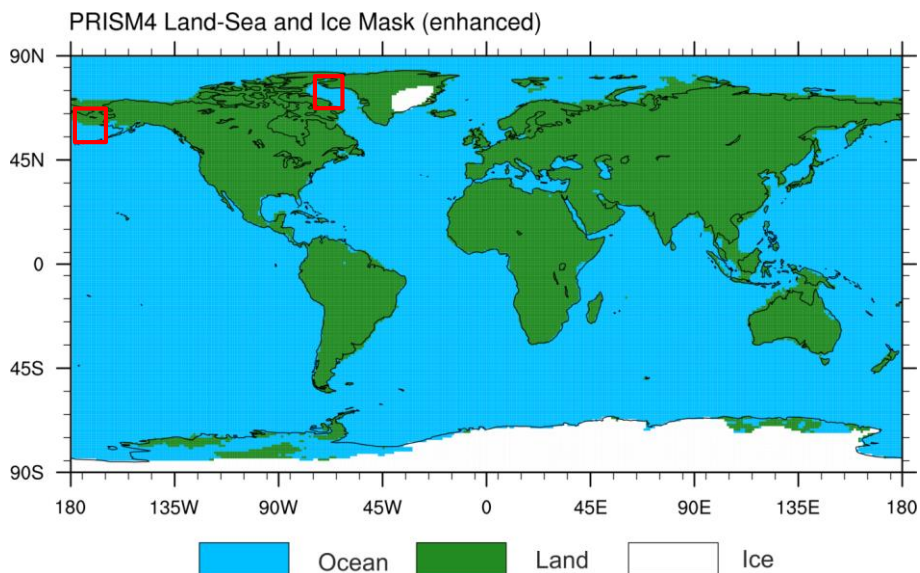 PRISM4 Land-Sea and Ice Mask (enhanced)
90N
45N
0
45S
90S
180 135W 90W 45W 0 45E 90E 135E 180
Ocean Land Ice